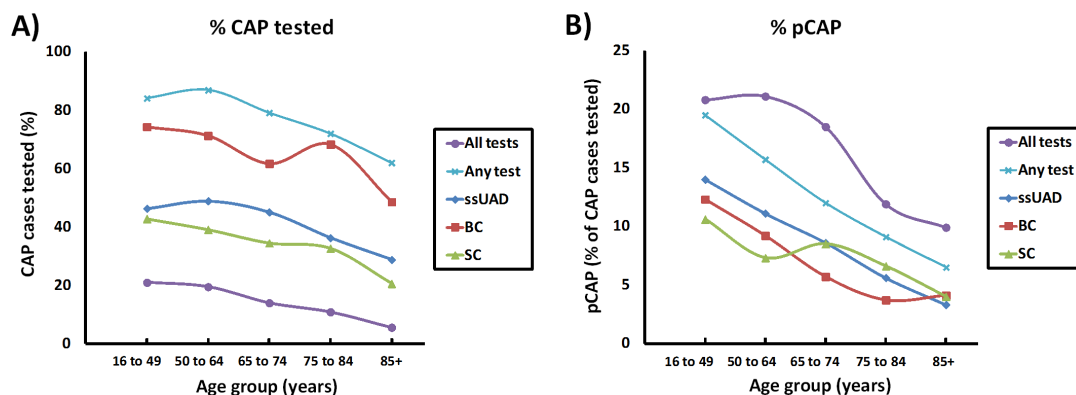 A)
% CAP tested
CAP cases tested (%)
100
80
60
40
20
0
16 to 49 50 to 64 65 to 74 75 to 84 85+
Age group (years)
All tests
Any test
ssUAD
BC
SC
B)
% pCAP
pCAP (% of CAP cases tested)
25
20
15
10
5
0
16 to 49 50 to 64 65 to 74 75 to 84 85+
Age group (years)
All tests
Any test
ssUAD
BC
SC